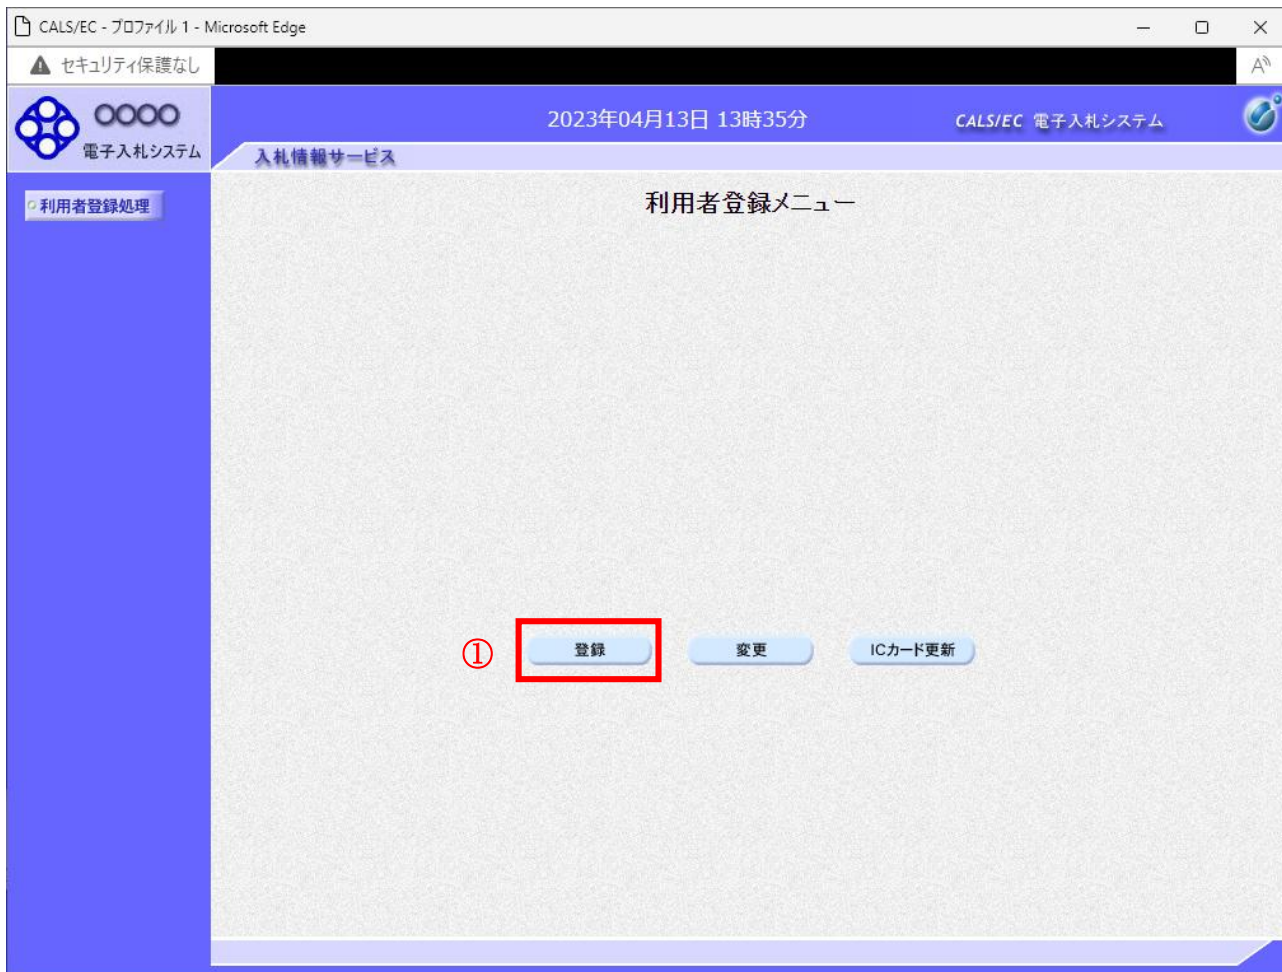 CALS/EC - プロファイル 1 - Microsoft Edge
セキュリティ保護なし
〇〇〇〇
電子入札システム
2023年04月13日 13時35分
CALS/EC 電子入札システム
入札情報サービス
利用者登録処理
利用者登録メニュー
① 登録 変更 ICカード更新